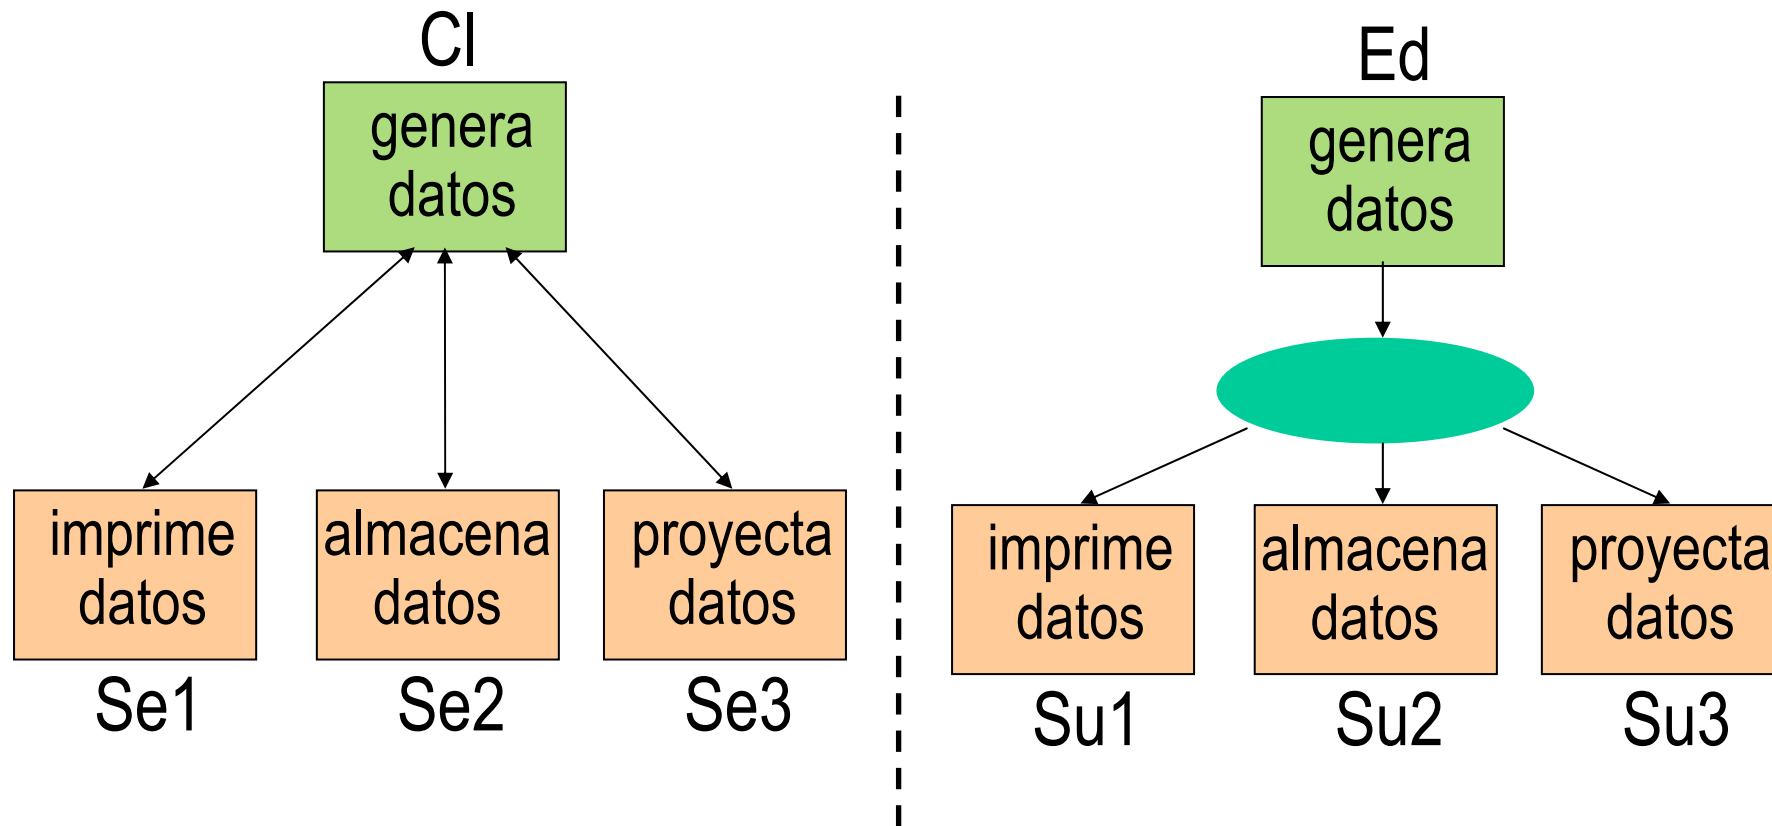 Cl
genera
datos
imprime
datos
almacena
datos
proyecta
datos
Se1
Se2
Se3
Ed
genera
datos
imprime
datos
almacena
datos
proyecta
datos
Su1
Su2
Su3